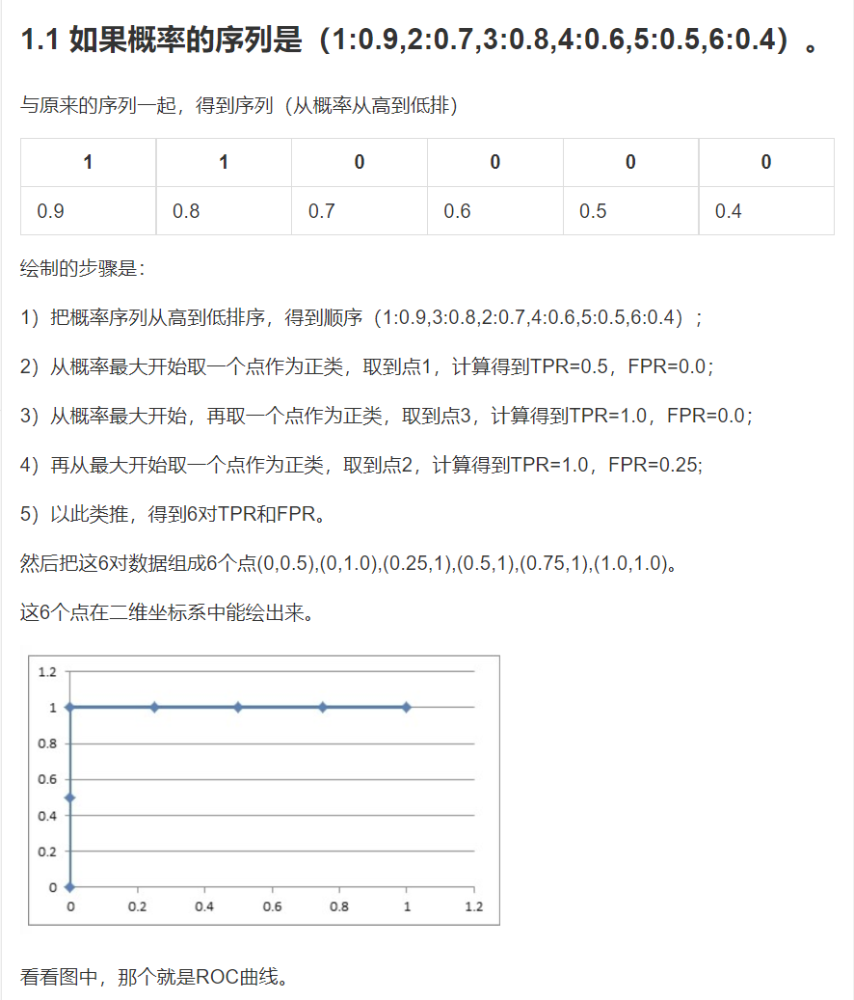 1.1 如果概率的序列是（1:0.9,2:0.7,3:0.8,4:0.6,5:0.5,6:0.4）。
与原来的序列一起，得到序列（从概率从高到低排）
1 1 0 0 0 0
0.9 0.8 0.7 0.6 0.5 0.4
绘制的步骤是：
1）把概率序列从高到低排序，得到顺序（1:0.9,3:0.8,2:0.7,4:0.6,5:0.5,6:0.4）；
2）从概率最大开始取一个点作为正类，取到点1，计算得到TPR=0.5，FPR=0.0；
3）从概率最大开始，再取一个点作为正类，取到点3，计算得到TPR=1.0，FPR=0.0；
4）再从最大开始取一个点作为正类，取到点2，计算得到TPR=1.0，FPR=0.25;
5）以此类推，得到6对TPR和FPR。
然后把这6对数据组成6个点(0,0.5),(0,1.0),(0.25,1),(0.5,1),(0.75,1),(1.0,1.0)。
这6个点在二维坐标系中能绘出来。
1.2
1
0.8
0.6
0.4
0.2
0
0 0.2 0.4 0.6 0.8 1 1.2
看看图中，那个就是ROC曲线。